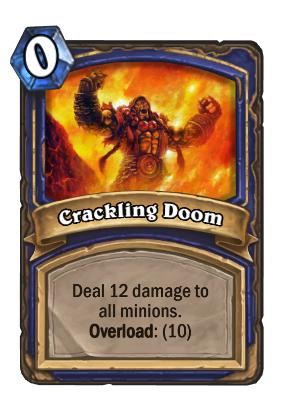 0
Crackling Doom
Deal 12 damage to
all minions.
Overload: (10)